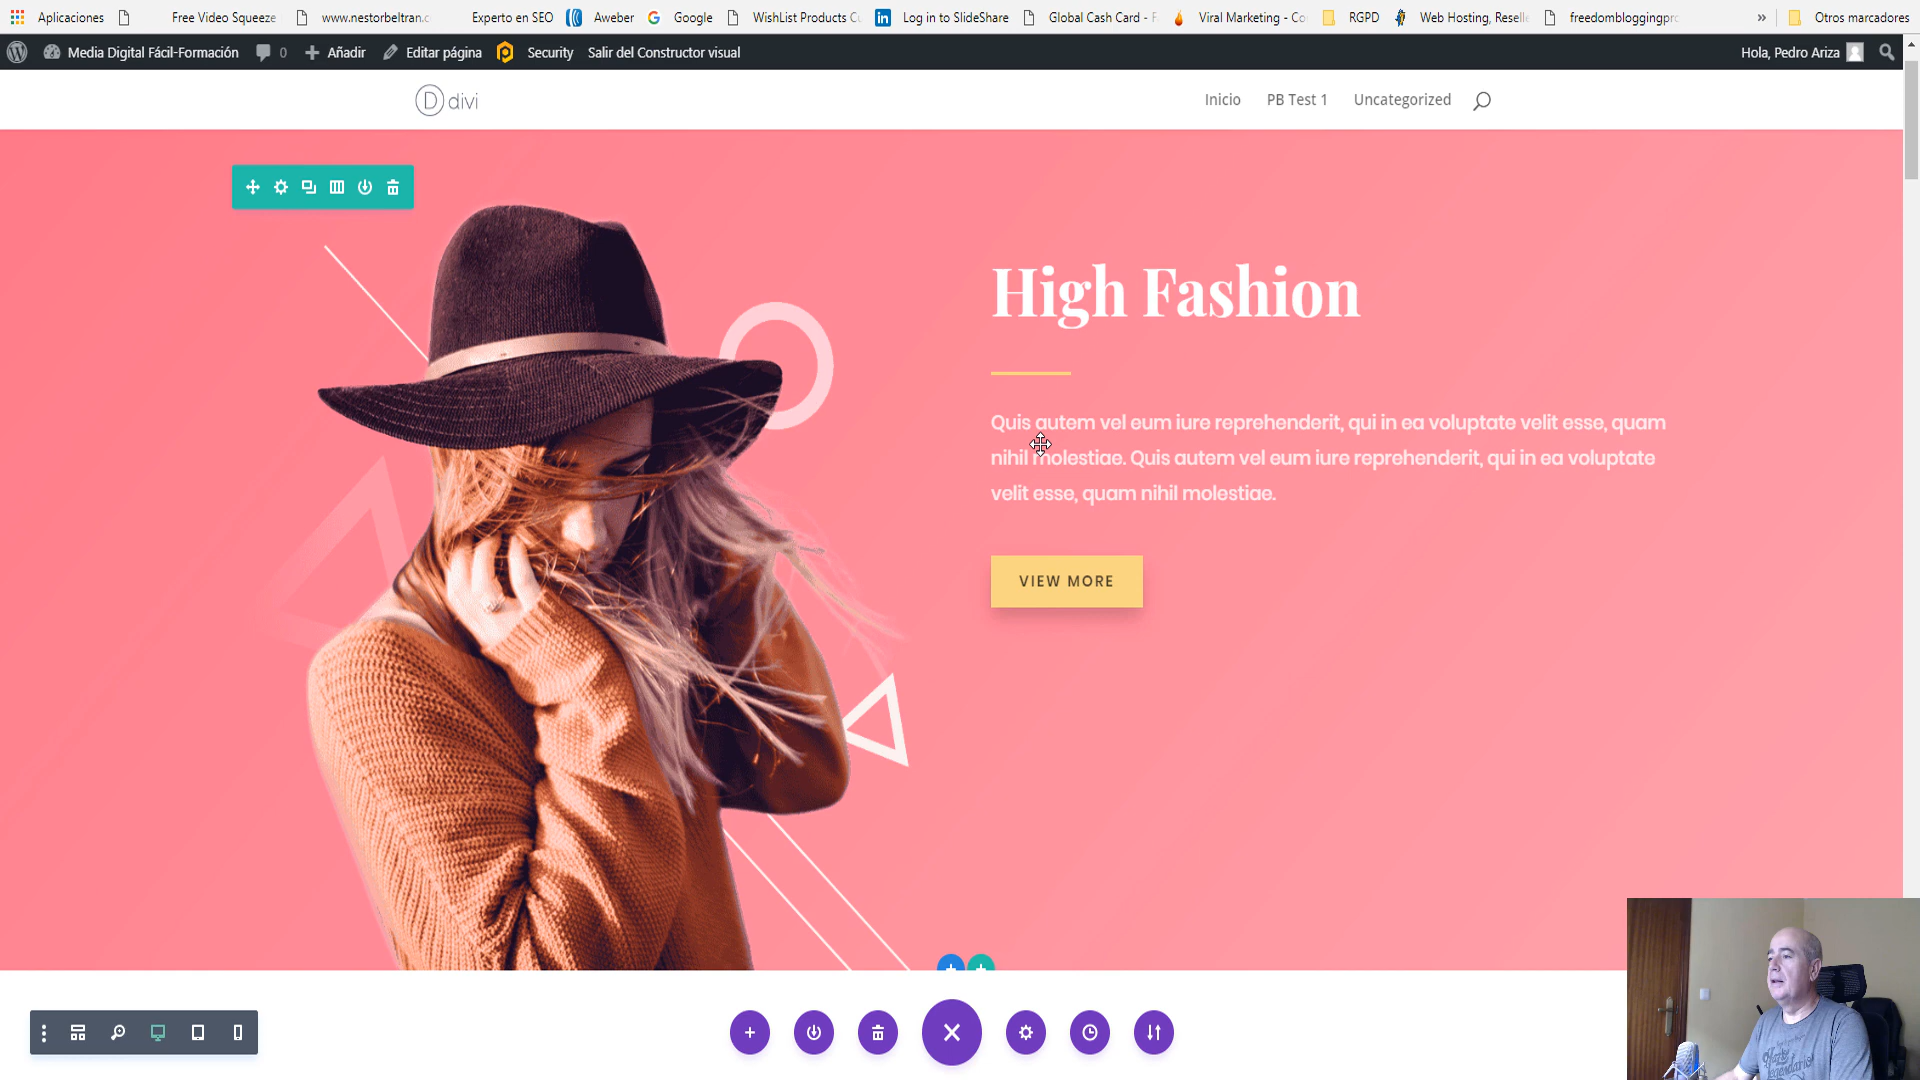 Aplicaciones
Free Video Squeeze
www.nestorbeltran.c
Experto en SEO
Aweber
Google
WishList Products Cu
Log in to SlideShare
Global Cash Card - F
Viral Marketing - Co
RGPD
Web Hosting, Reselle
freedombloggingpro
»
Otros marcadores
Media Digital Fácil-Formación
0
Añadir
Editar página
Security
Salir del Constructor visual
Hola, Pedro Ariza
D divi
Inicio
PB Test 1
Uncategorized
High Fashion
Quis autem vel eum iure reprehenderit, qui in ea voluptate velit esse, quam
nihil molestiae. Quis autem vel eum iure reprehenderit, qui in ea voluptate
velit esse, quam nihil molestiae.
VIEW MORE